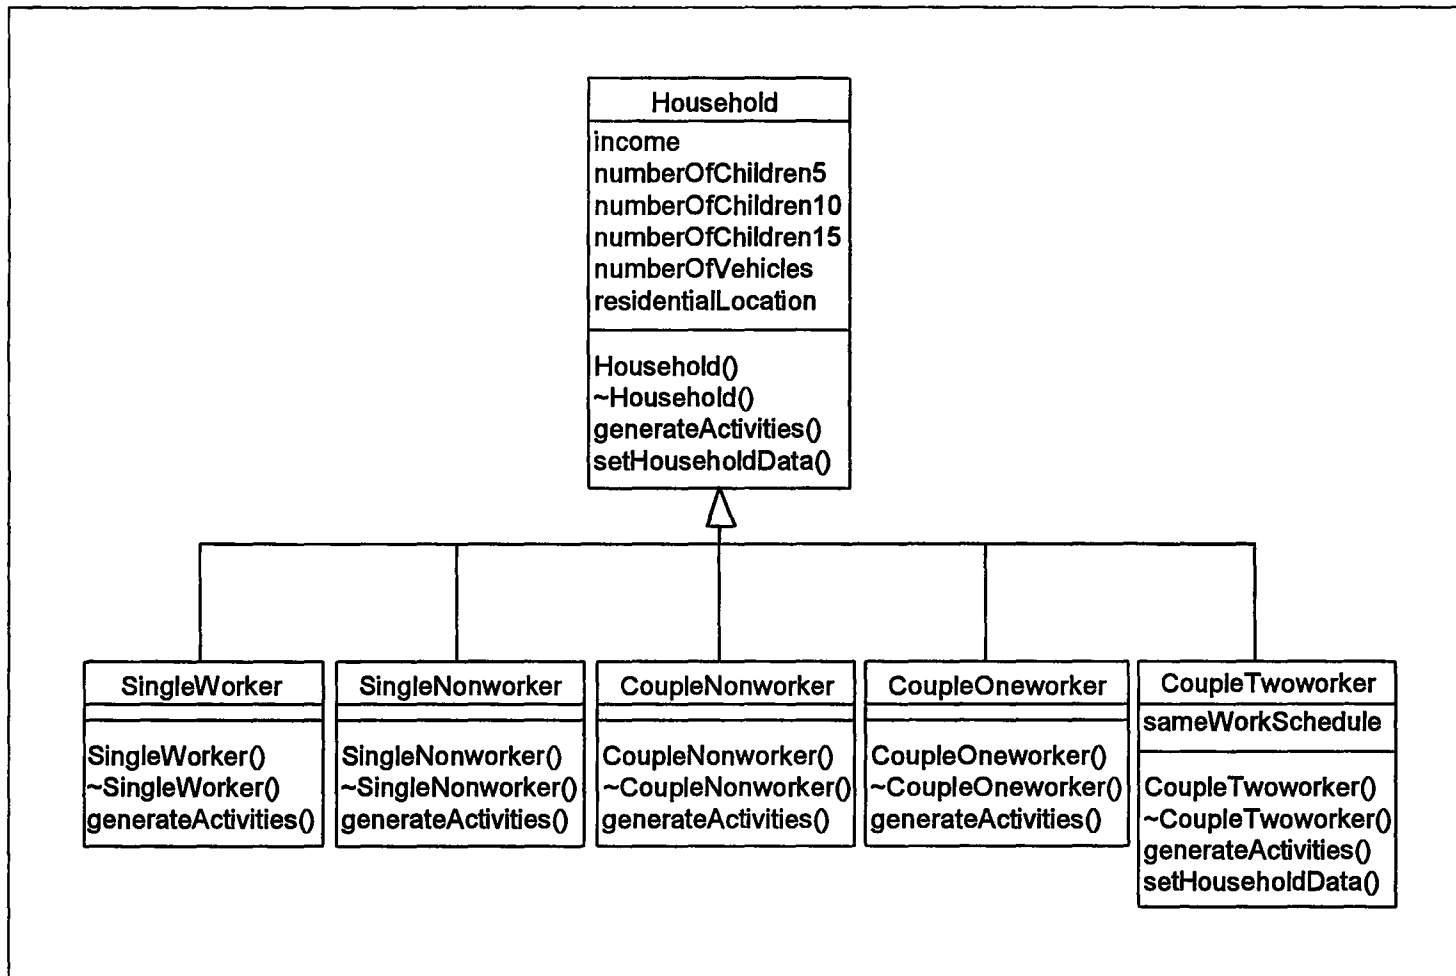 Household
income
numberOfChildren5
numberOfChildren10
numberOfChildren15
numberOfVehicles
residentialLocation
Household()
~Household()
generateActivities()
setHouseholdData()
SingleWorker
SingleWorker()
~SingleWorker()
generateActivities()
SingleNonworker
SingleNonworker()
~SingleNonworker()
generateActivities()
CoupleNonworker
CoupleNonworker()
~CoupleNonworker()
generateActivities()
CoupleOneworker
CoupleOneworker()
~CoupleOneworker()
generateActivities()
CoupleTwoworker
sameWorkSchedule
CoupleTwoworker()
~CoupleTwoworker()
generateActivities()
setHouseholdData()